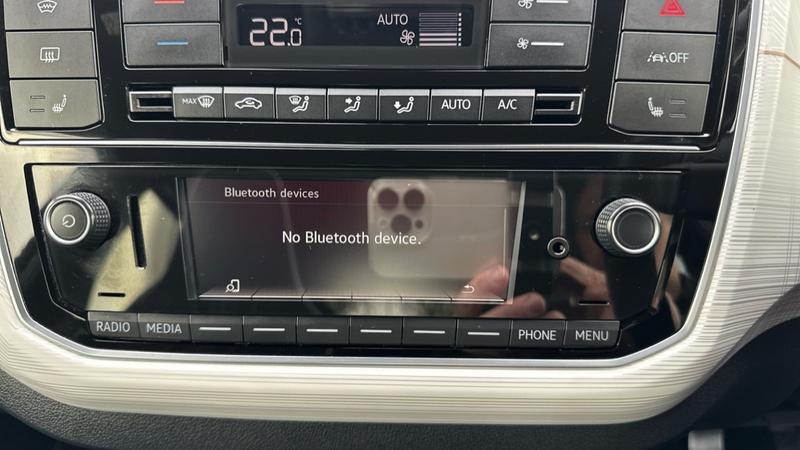 22.0 °C AUTO
OFF
MAX AUTO A/C
Bluetooth devices
No Bluetooth device.
RADIO MEDIA PHONE MENU